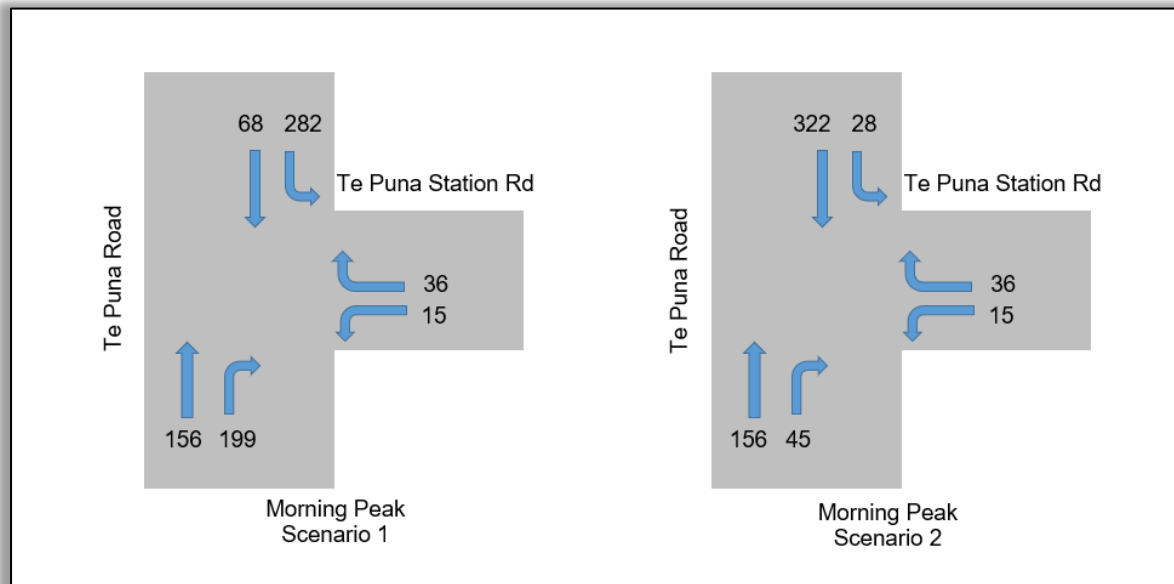 68 282
Te Puna Station Rd
Te Puna Road
36
15
156 199
Morning Peak
Scenario 1
322 28
Te Puna Station Rd
Te Puna Road
36
15
156 45
Morning Peak
Scenario 2